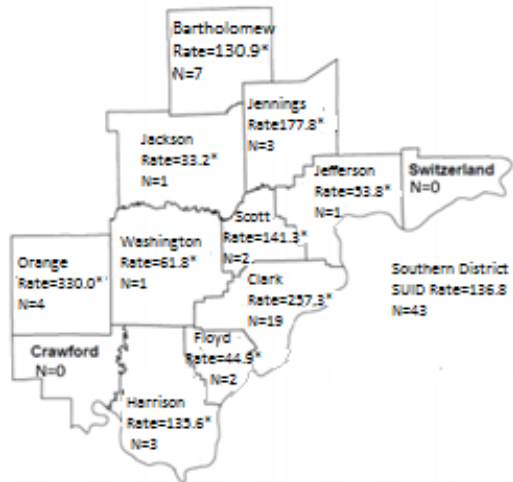 Bartholomew
Rate=130.9*
N=7
Jennings
Rate177.8*
N=3
Jackson
Rate=33.2*
N=1
Jefferson
Rate=53.8*
N=1
Switzerland
N=0
Scott
Rate=141.3*
N=2
Washington
Rate=61.8*
N=1
Orange
Rate=330.0*
N=4
Clark
Rate=257.3*
N=19
Southern District
SUID Rate=136.8
N=43
Floyd
Rate=44.9*
N=2
Crawford
N=0
Harrison
Rate=135.6*
N=3